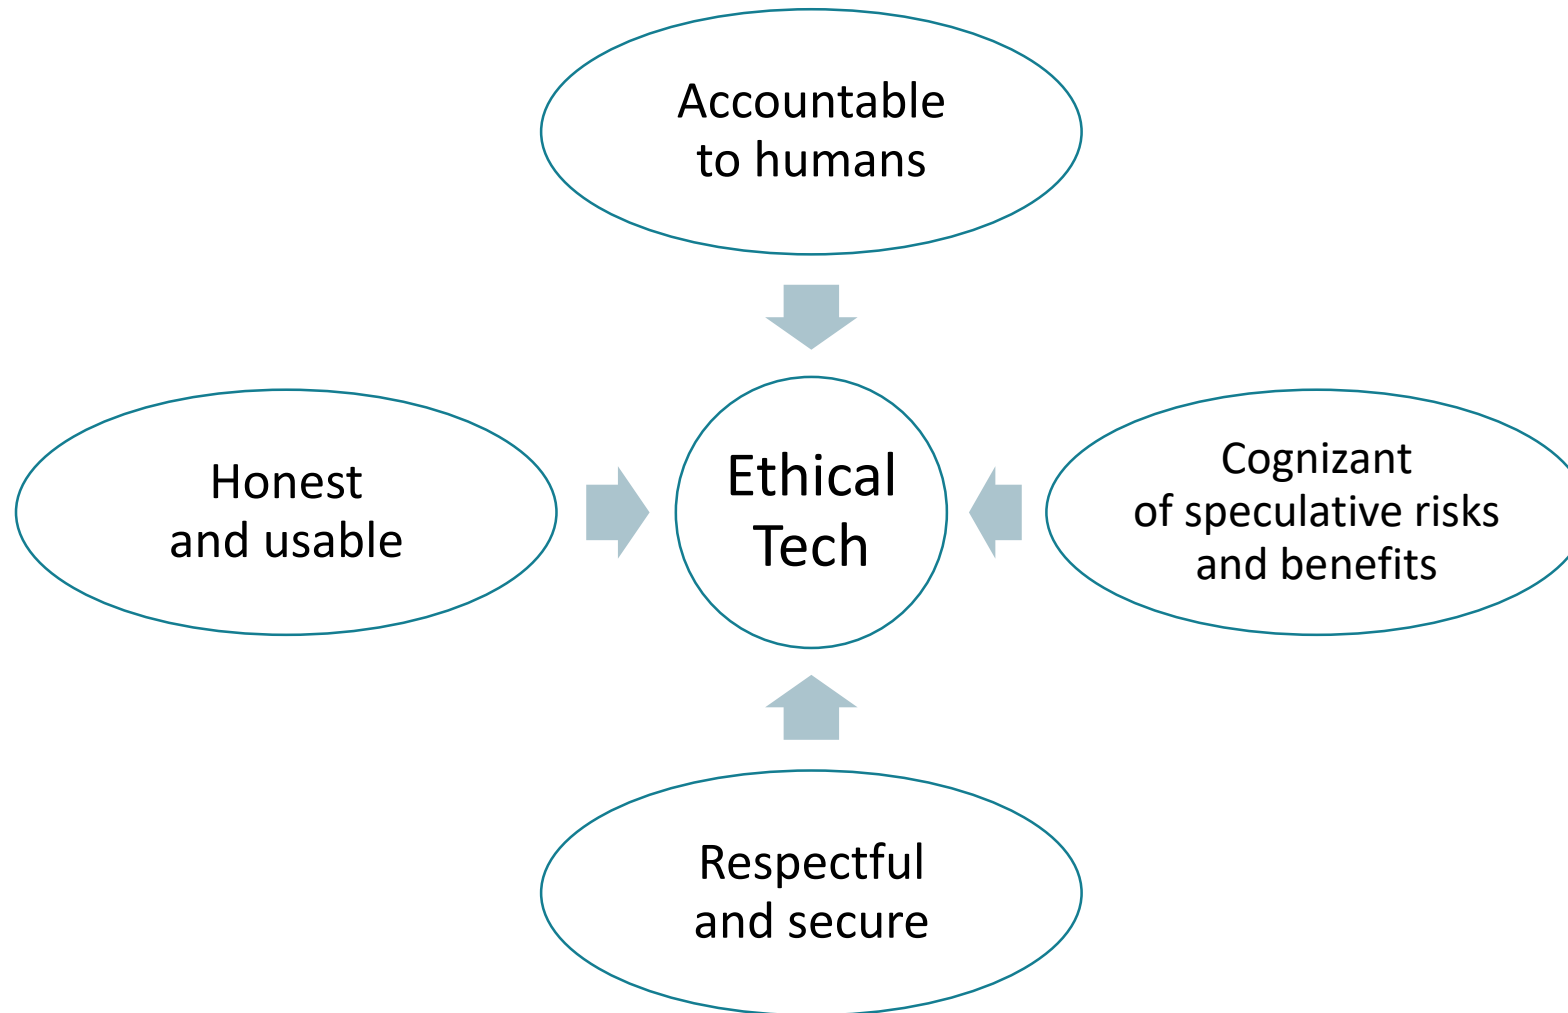 Accountable
to humans
Honest
and usable
Ethical
Tech
Cognizant
of speculative risks
and benefits
Respectful
and secure